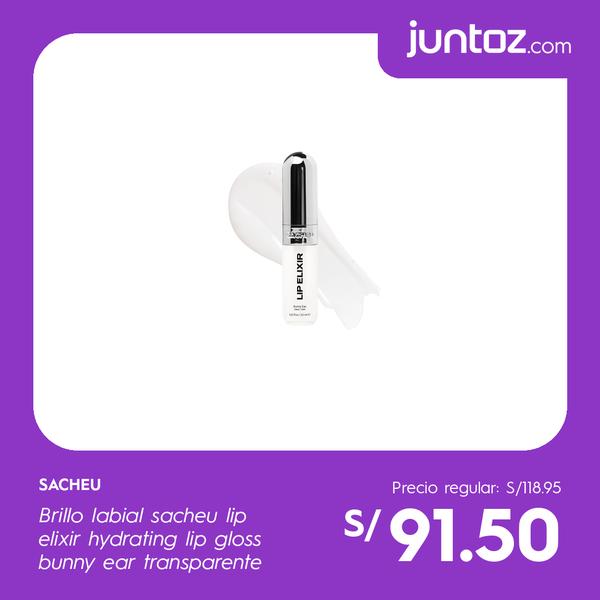 juntoz.com
LIP ELIXIR
SACHEU
Brillo labial sacheu lip
elixir hydrating lip gloss
bunny ear transparente
Precio regular: S/118.95
S/91.50